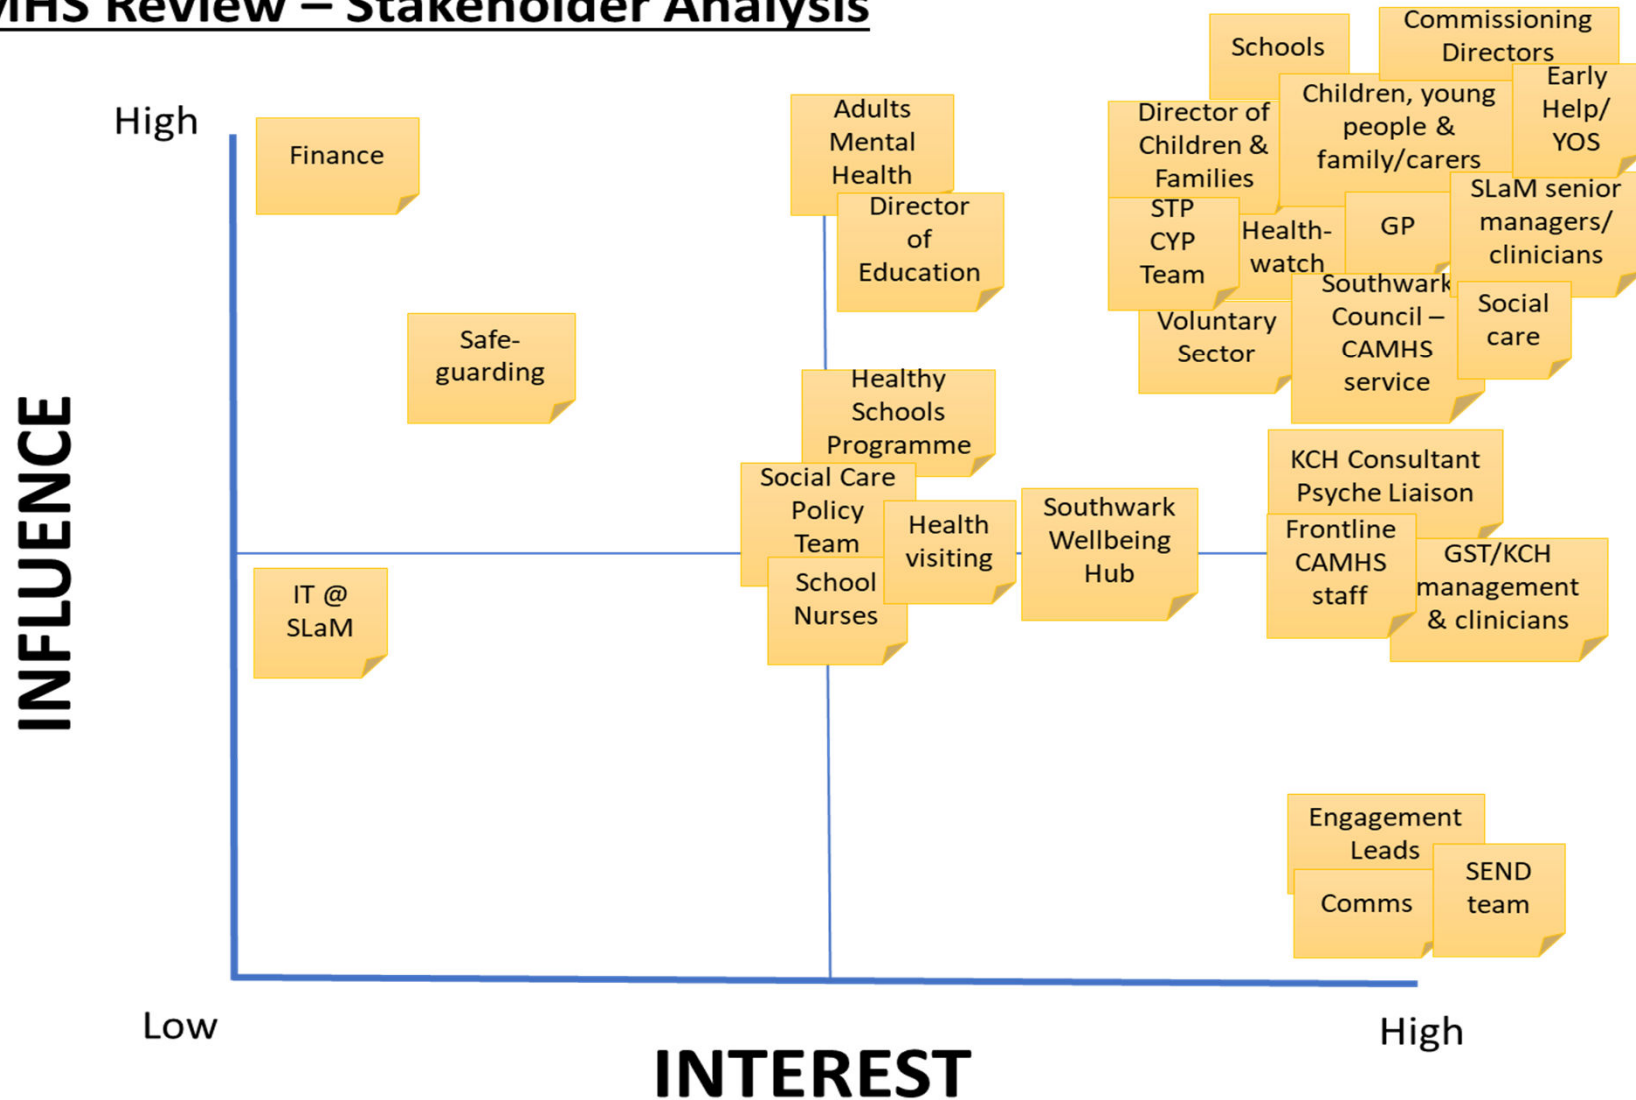 MHS Review – Stakeholder Analysis
High
Finance
Safe-
guarding
IT @
SLaM
Adults
Mental
Health
Director
of
Education
Healthy
Schools
Programme
Social Care
Policy
Team
School
Nurses
Health
visiting
Southwark
Wellbeing
Hub
Schools
Commissioning
Directors
Director of
Children &
Families
Children, young
people &
family/carers
Early
Help/
YOS
STP
CYP
Team
Health-
watch
GP
SLaM senior
managers/
clinicians
Voluntary
Sector
Southwark
Council –
CAMHS
service
Social
care
KCH Consultant
Psyche Liaison
Frontline
CAMHS
staff
GST/KCH
management
& clinicians
Engagement
Leads
Comms
SEND
team
INFLUENCE
Low
High
INTEREST